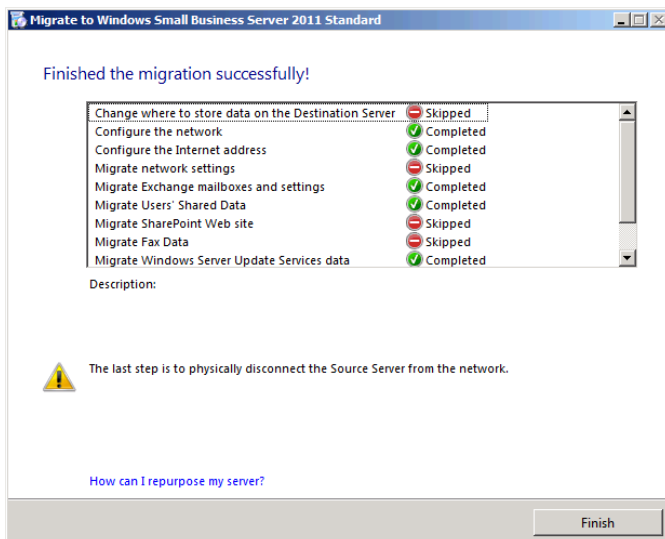 Migrate to Windows Small Business Server 2011 Standard
Finished the migration successfully!
Change where to store data on the Destination Server Skipped
Configure the network Completed
Configure the Internet address Completed
Migrate network settings Skipped
Migrate Exchange mailboxes and settings Completed
Migrate Users' Shared Data Completed
Migrate SharePoint Web site Skipped
Migrate Fax Data Skipped
Migrate Windows Server Update Services data Completed
Description:
The last step is to physically disconnect the Source Server from the network.
How can I repurpose my server?
Finish